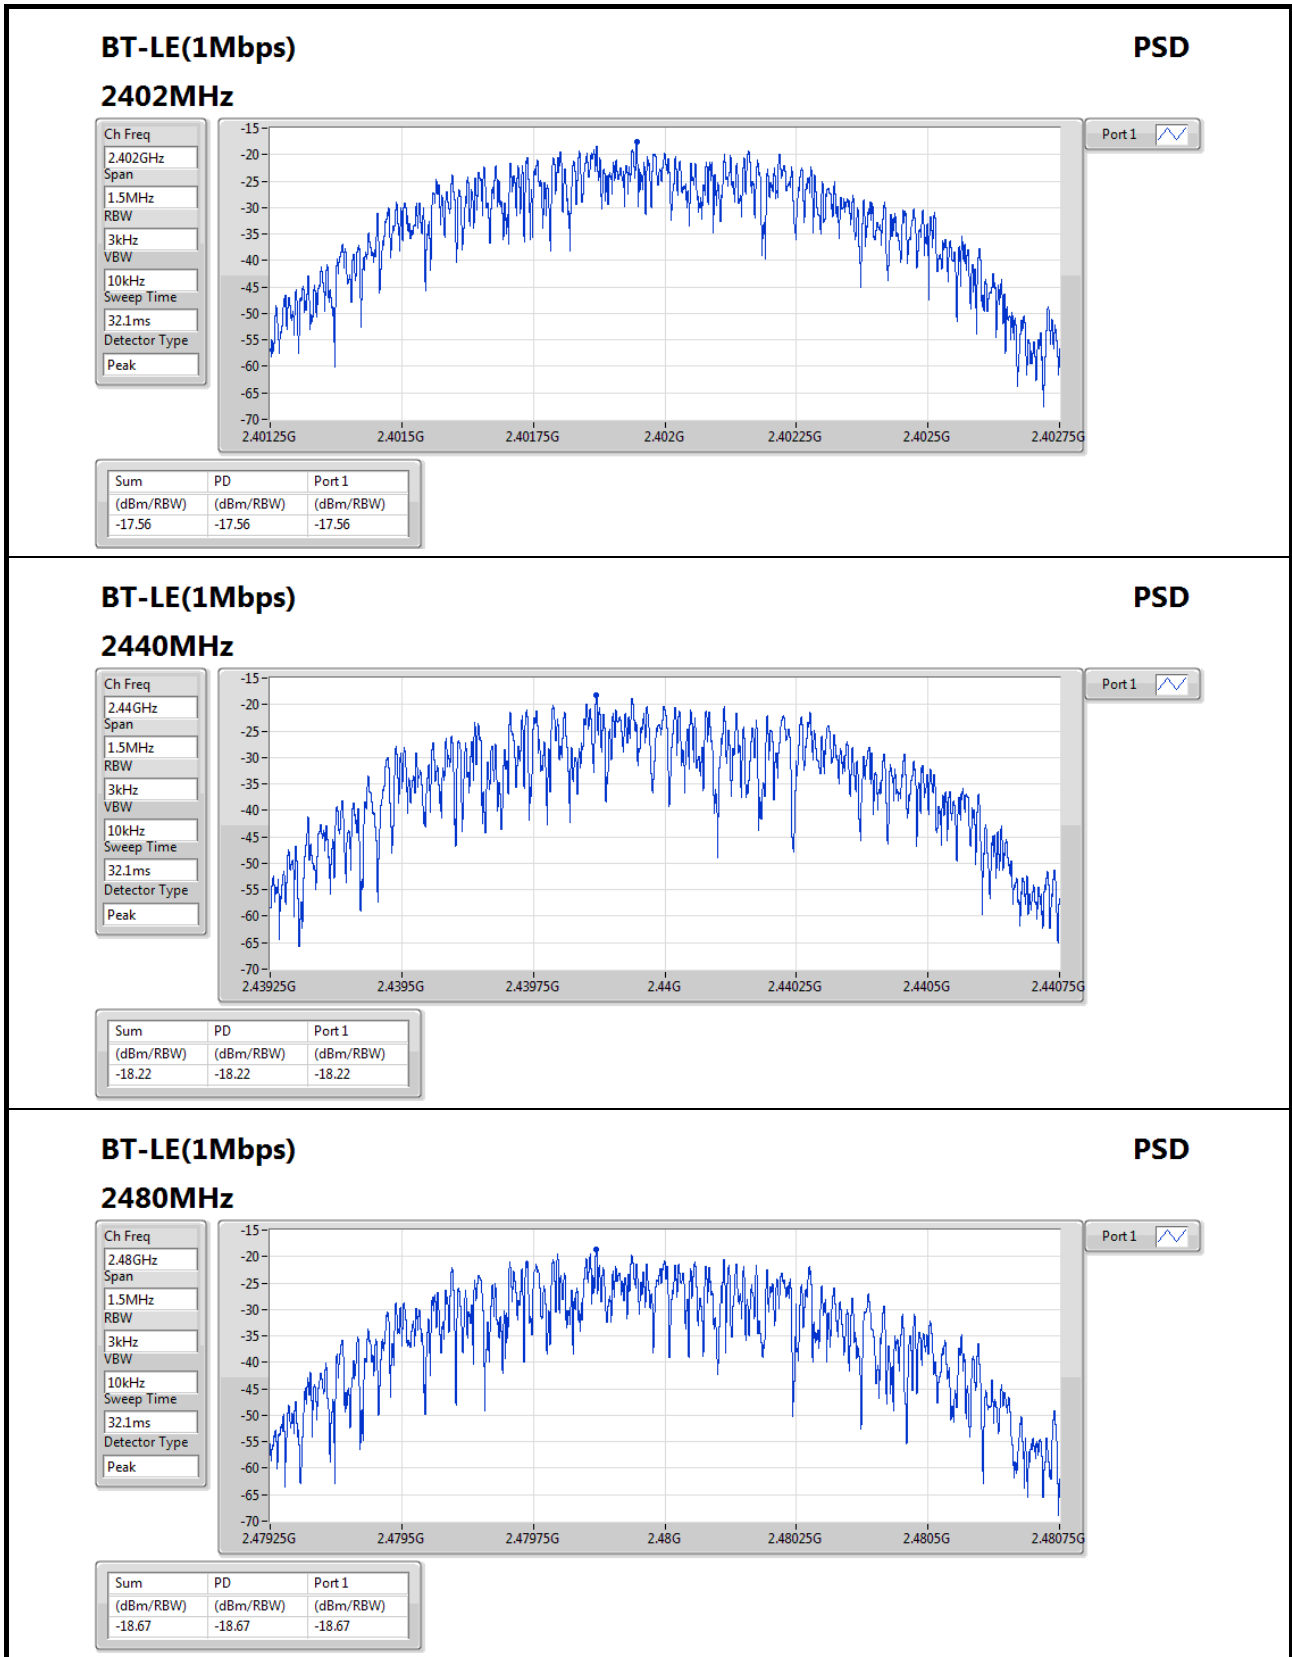 BT-LE(1Mbps) PSD
2402MHz
Ch Freq
2.402GHz
Span
1.5MHz
RBW
3kHz
VBW
10kHz
Sweep Time
32.1ms
Detector Type
Peak
-15
-20
-25
-30
-35
-40
-45
-50
-55
-60
-65
-70
2.40125G 2.4015G 2.40175G 2.402G 2.40225G 2.4025G 2.40275G
Port 1
Sum PD Port 1
(dBm/RBW) (dBm/RBW) (dBm/RBW)
-17.56 -17.56 -17.56
BT-LE(1Mbps) PSD
2440MHz
Ch Freq
2.44GHz
Span
1.5MHz
RBW
3kHz
VBW
10kHz
Sweep Time
32.1ms
Detector Type
Peak
-15
-20
-25
-30
-35
-40
-45
-50
-55
-60
-65
-70
2.43925G 2.4395G 2.43975G 2.44G 2.44025G 2.4405G 2.44075G
Port 1
Sum PD Port 1
(dBm/RBW) (dBm/RBW) (dBm/RBW)
-18.22 -18.22 -18.22
BT-LE(1Mbps) PSD
2480MHz
Ch Freq
2.48GHz
Span
1.5MHz
RBW
3kHz
VBW
10kHz
Sweep Time
32.1ms
Detector Type
Peak
-15
-20
-25
-30
-35
-40
-45
-50
-55
-60
-65
-70
2.47925G 2.4795G 2.47975G 2.48G 2.48025G 2.4805G 2.48075G
Port 1
Sum PD Port 1
(dBm/RBW) (dBm/RBW) (dBm/RBW)
-18.67 -18.67 -18.67